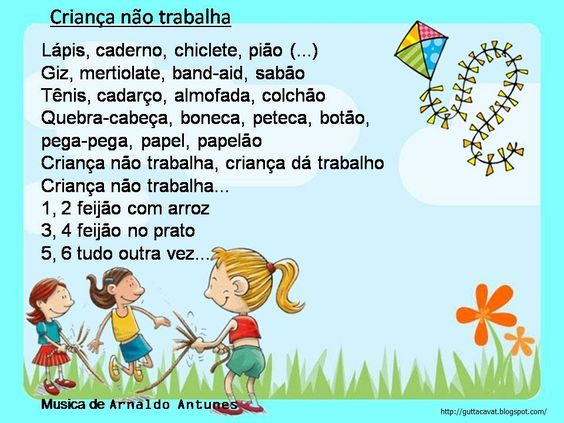 Criança não trabalha
Lápis, caderno, chiclete, pião (...)
Giz, mertiolate, band-aid, sabão
Tênis, cadarço, almofada, colchão
Quebra-cabeça, boneca, peteca, botão,
pega-pega, papel, papelão
Criança não trabalha, criança dá trabalho
Criança não trabalha...
1, 2 feijão com arroz
3, 4 feijão no prato
5, 6 tudo outra vez...
Musica de Arnaldo Antunes
http://guttacavat.blogspot.com/